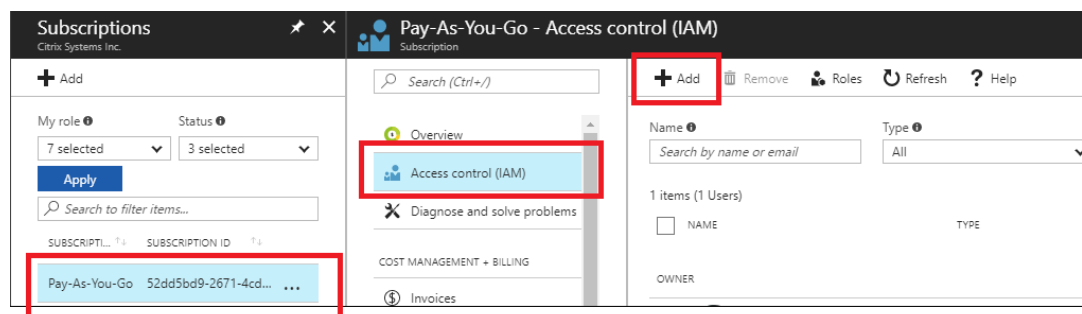 Subscriptions
Citrix Systems Inc.
Add
My role
Status
7 selected
3 selected
Apply
Search to filter items...
SUBSCRIPTI...
SUBSCRIPTION ID
Pay-As-You-Go
52dd5bd9-2671-4cd...
...
Pay-As-You-Go - Access control (IAM)
Subscription
Search (Ctrl+/)
Overview
Access control (IAM)
Diagnose and solve problems
COST MANAGEMENT + BILLING
Invoices
Add
Remove
Roles
Refresh
? Help
Name
Type
Search by name or email
All
1 items (1 Users)
NAME
TYPE
OWNER